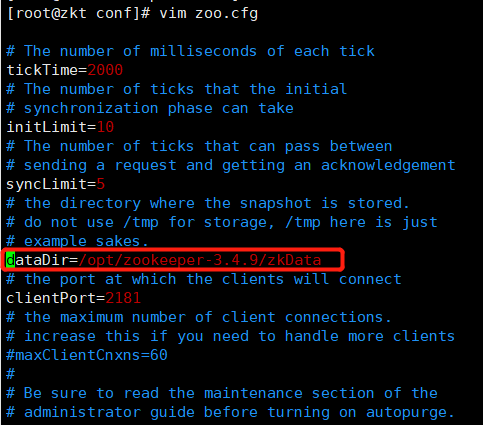 [root@zkt conf]# vim zoo.cfg
# The number of milliseconds of each tick
tickTime=2000
# The number of ticks that the initial
# synchronization phase can take
initLimit=10
# The number of ticks that can pass between
# sending a request and getting an acknowledgement
syncLimit=5
# the directory where the snapshot is stored.
# do not use /tmp for storage, /tmp here is just
# example sakes.
dataDir=/opt/zookeeper-3.4.9/zkData
# the port at which the clients will connect
clientPort=2181
# the maximum number of client connections.
# increase this if you need to handle more clients
#maxClientCnxns=60
#
# Be sure to read the maintenance section of the
# administrator guide before turning on autopurge.